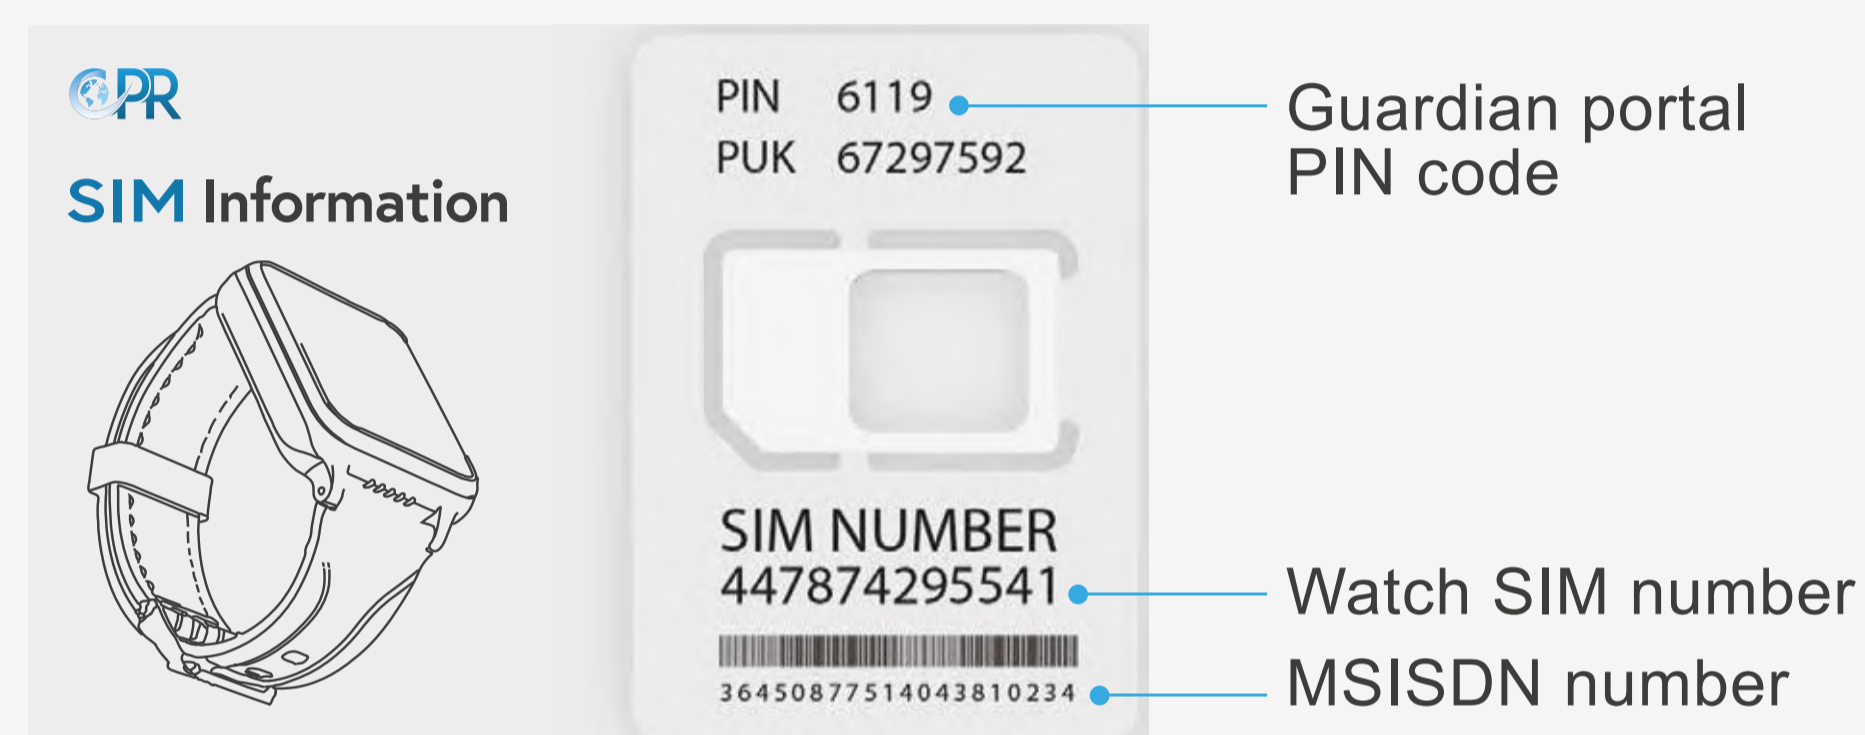 CPR
SIM Information
PIN 6119
PUK 67297592
Guardian portal
PIN code
SIM NUMBER
447874295541
Watch SIM number
36450877514043810234
MSISDN number